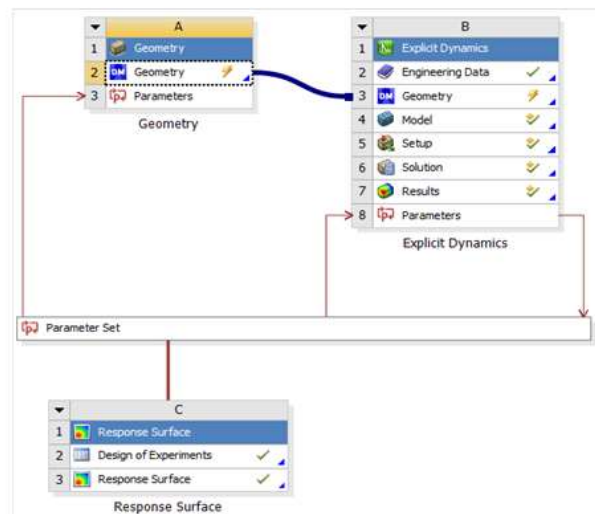 A
1 Geometry
2 DM Geometry
3 Parameters
Geometry
B
1 Explicit Dynamics
2 Engineering Data
3 DM Geometry
4 Model
5 Setup
6 Solution
7 Results
8 Parameters
Explicit Dynamics
Parameter Set
C
1 Response Surface
2 Design of Experiments
3 Response Surface
Response Surface